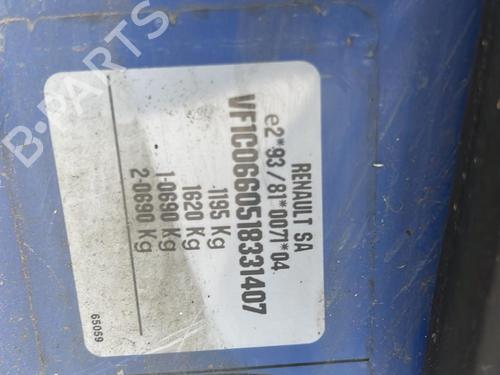 RENAULT SA
e2*93/81*0071*04
VF1C0660518331407
1195 Kg
1620 Kg
1-0690 Kg
2-0690 Kg
65059
B-PARTS